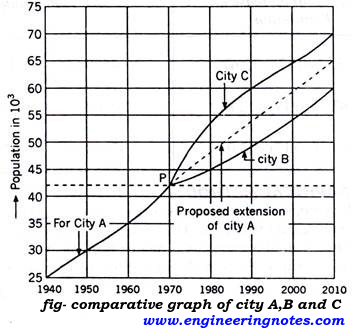 75
70
65
60
55
50
45
40
35
30
25
Population in 10³
City C
P
city B
Proposed extension
of city A
For City A
1940 1950 1960 1970 1980 1990 2000 2010
fig- comparative graph of city A,B and C
www.engineeringnotes.com